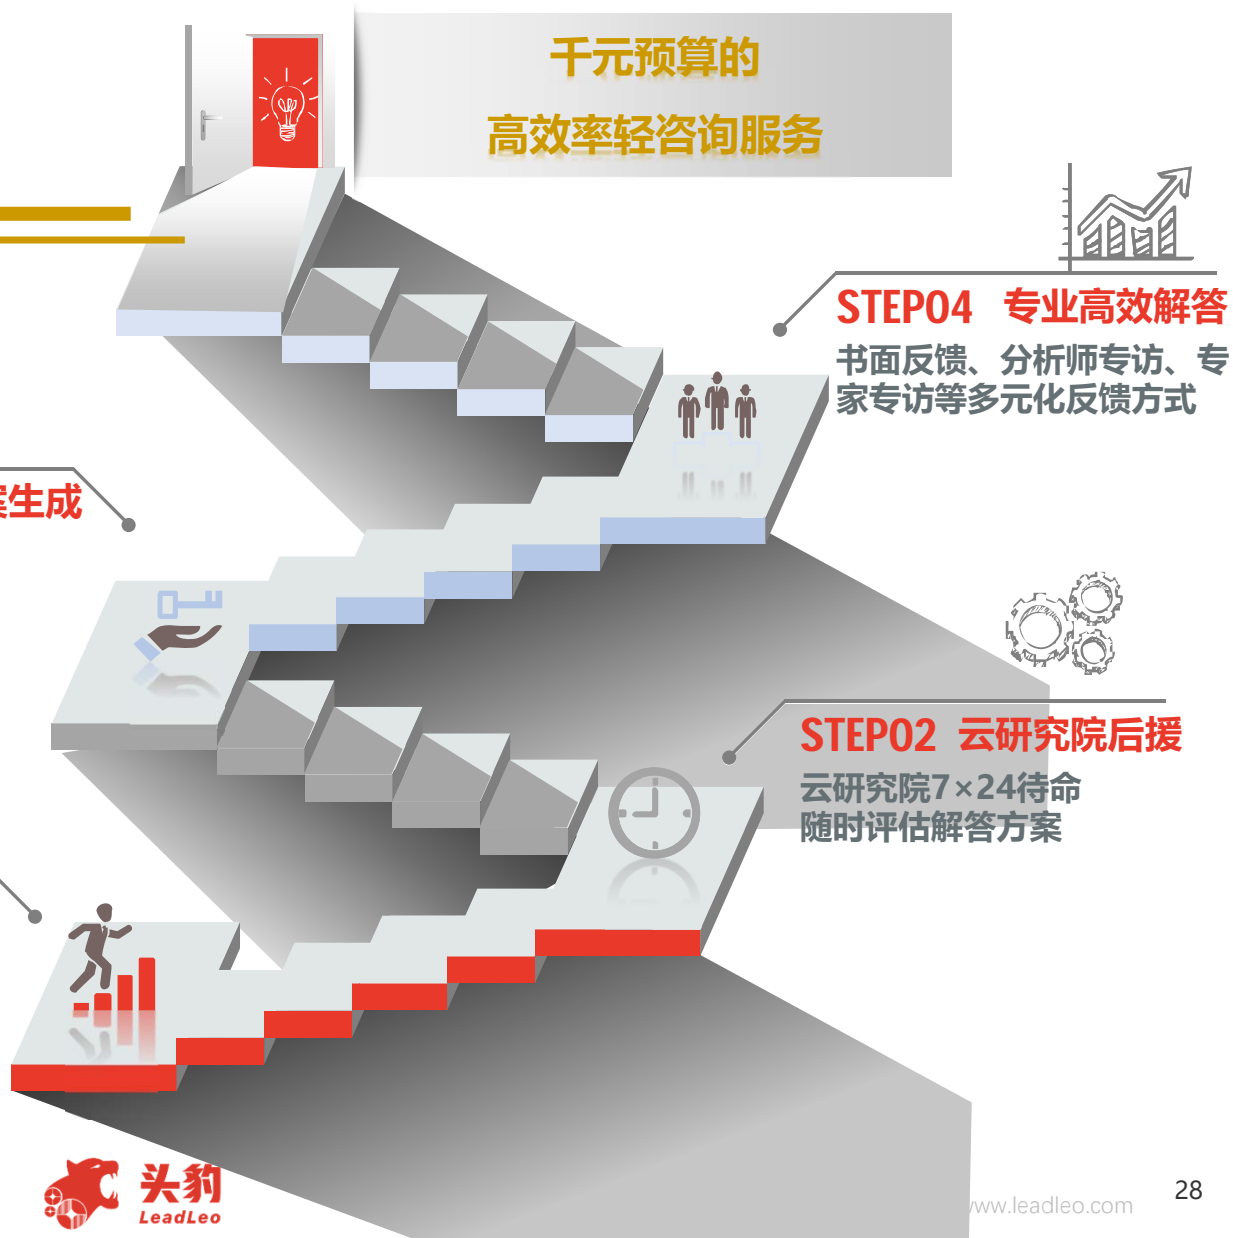 千元预算的
高效率轻咨询服务
STEP04 专业高效解答
书面反馈、分析师专访、专
家专访等多元化反馈方式
案生成
STEP02 云研究院后援
云研究院7×24待命
随时评估解答方案
头豹
LeadLeo
www.leadleo.com
28